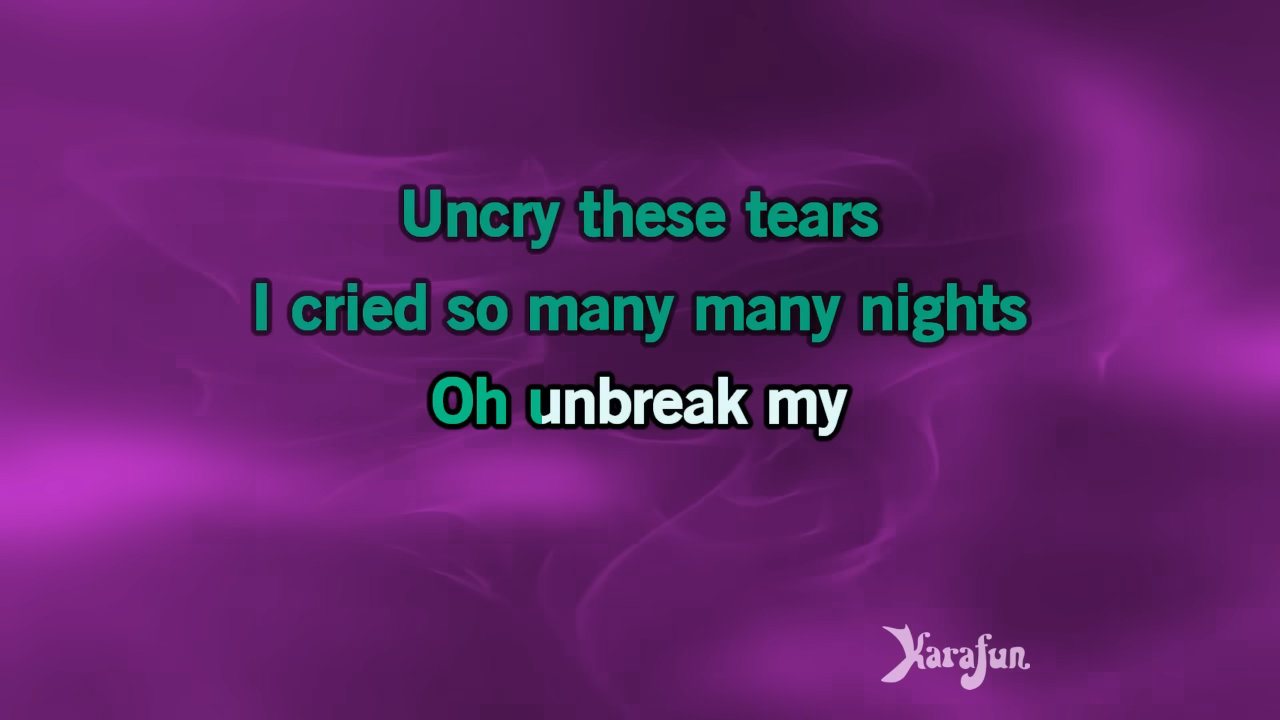 Uncry these tears
I cried so many many nights
Oh unbreak my
Karafun